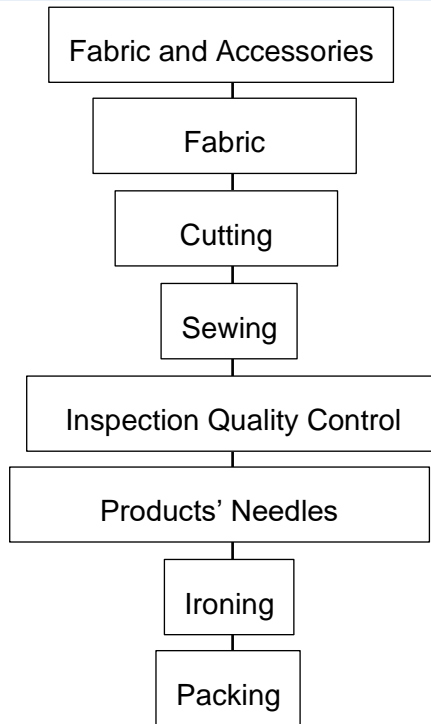 Fabric and Accessories
Fabric
Cutting
Sewing
Inspection Quality Control
Products’ Needles
Ironing
Packing